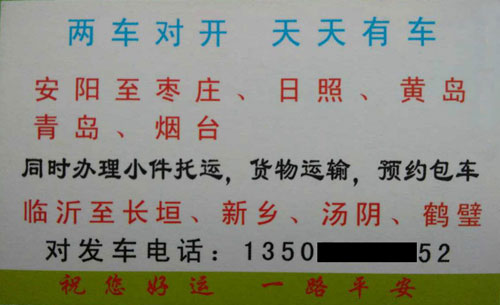 两车对开 天天有车
安阳至枣庄、日照、黄岛
青岛、烟台
同时办理小件托运，货物运输，预约包车
临沂至长垣、新乡、汤阴、鹤壁
对发车电话：1350 52
祝您好运 一路平安